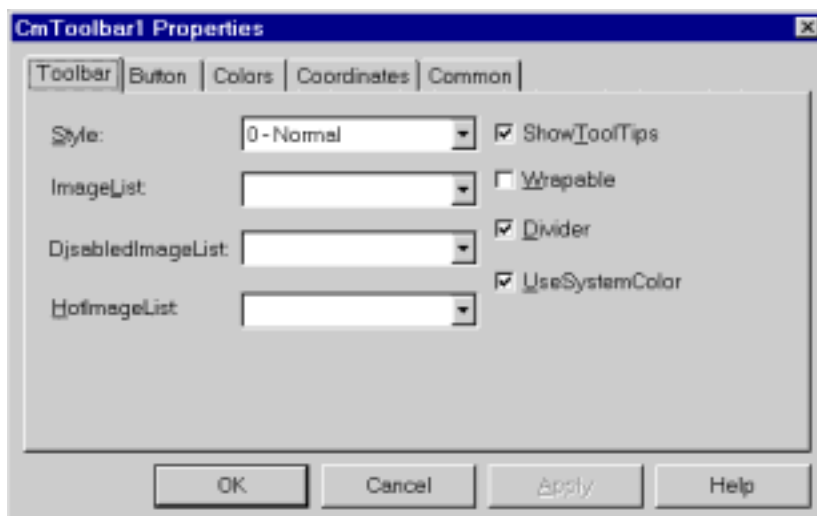 CmToolbar1 Properties
Toolbar Button Colors Coordinates Common
Style: 0 - Normal ShowToolTips
ImageList: Wrapable
Divider
DisabledImageList:
UseSystemColor
HotImageList
OK Cancel Apply Help